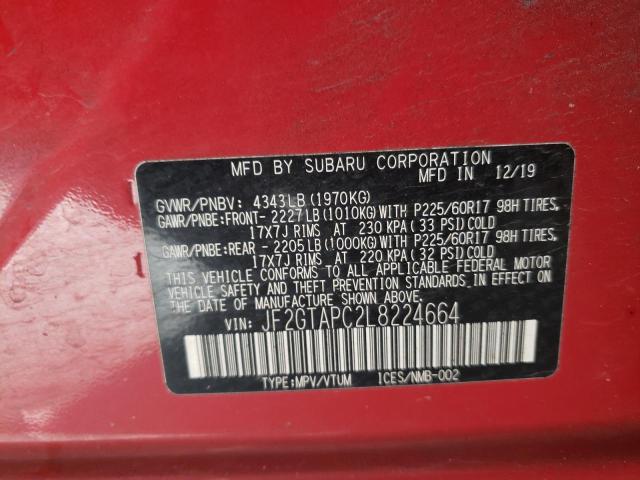 MFD BY SUBARU CORPORATION
MFD IN 12/19
GVWR/PNBV: 4343LB(1970KG)
GAWR/PNBE:FRONT- 2227LB(1010KG)WITH P225/60R17 98H TIRES,
17X7J RIMS AT 230 KPA(33 PSI)COLD
GAWR/PNBE:REAR - 2205LB(1000KG)WITH P225/60R17 98H TIRES,
17X7J RIMS AT 220 KPA(32 PSI)COLD
THIS VEHICLE CONFORMS TO ALL APPLICABLE FEDERAL MOTOR
VEHICLE SAFETY AND THEFT PREVENTION STANDARDS IN EFFECT ON
THE DATE OF MANUFACTURE SHOWN ABOVE.
VIN: JF2GTAPC2L8224664
TYPE:MPV/VTUM ICES/NMB-002